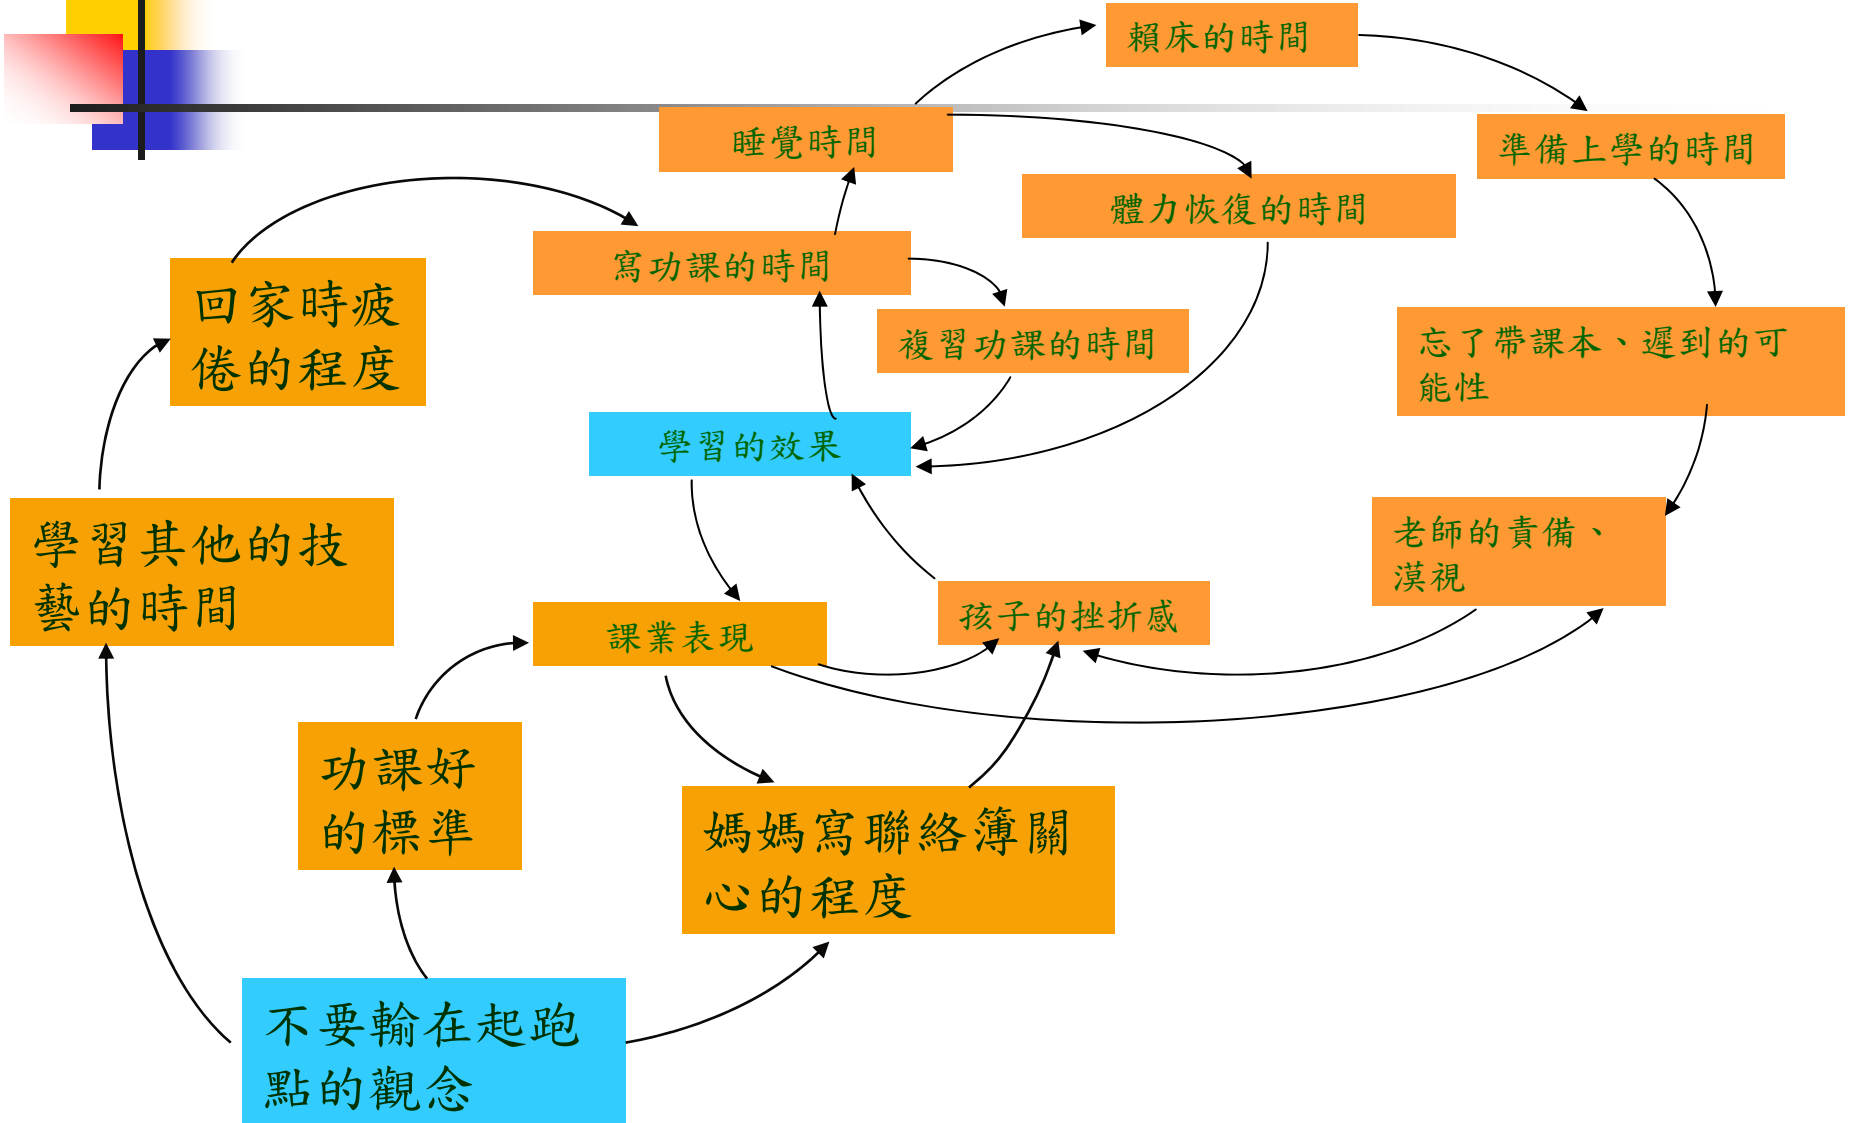 賴床的時間
睡覺時間
準備上學的時間
體力恢復的時間
寫功課的時間
回家時疲
倦的程度
複習功課的時間
忘了帶課本、遲到的可
能性
學習的效果
學習其他的技
藝的時間
老師的責備、
漠視
孩子的挫折感
課業表現
功課好
的標準
媽媽寫聯絡簿關
心的程度
不要輸在起跑
點的觀念